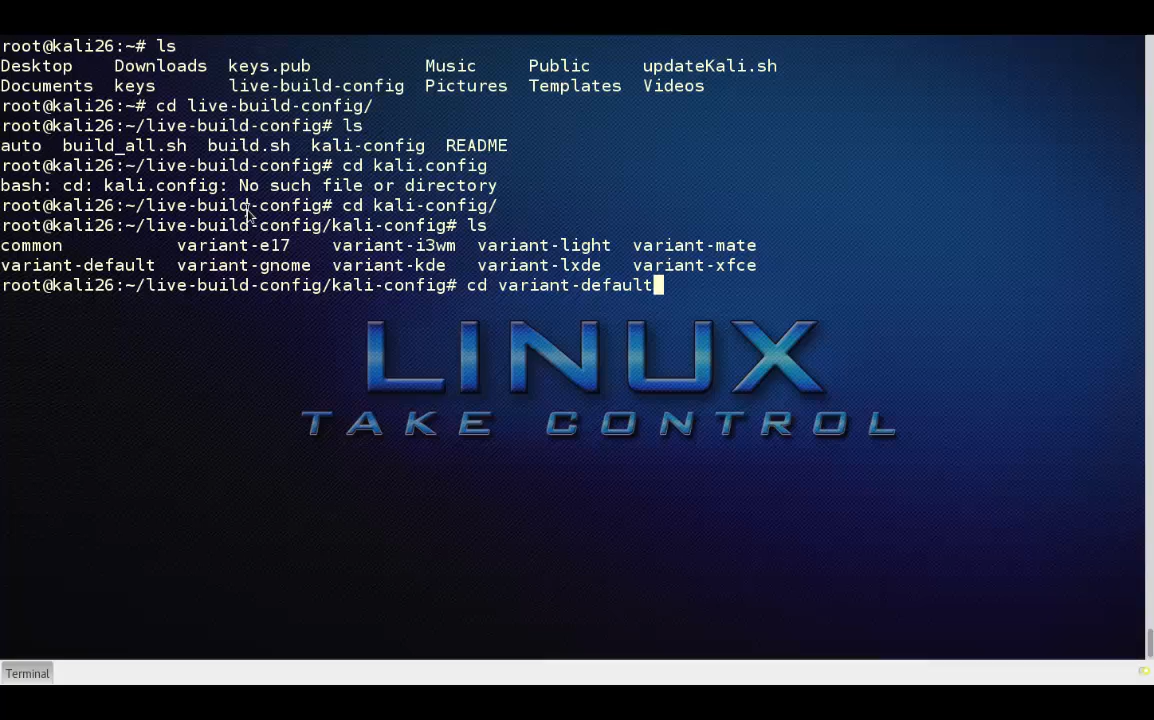 root@kali26:~# ls
Desktop    Downloads  keys.pub           Music     Public     updateKali.sh
Documents  keys       live-build-config  Pictures  Templates  Videos
root@kali26:~# cd live-build-config/
root@kali26:~/live-build-config# ls
auto  build_all.sh  build.sh  kali-config  README
root@kali26:~/live-build-config# cd kali.config
bash: cd: kali.config: No such file or directory
root@kali26:~/live-build-config# cd kali-config/
root@kali26:~/live-build-config/kali-config# ls
common           variant-e17    variant-i3wm  variant-light  variant-mate
variant-default  variant-gnome  variant-kde   variant-lxde   variant-xfce
root@kali26:~/live-build-config/kali-config# cd variant-default
LINUX
TAKE CONTROL
Terminal